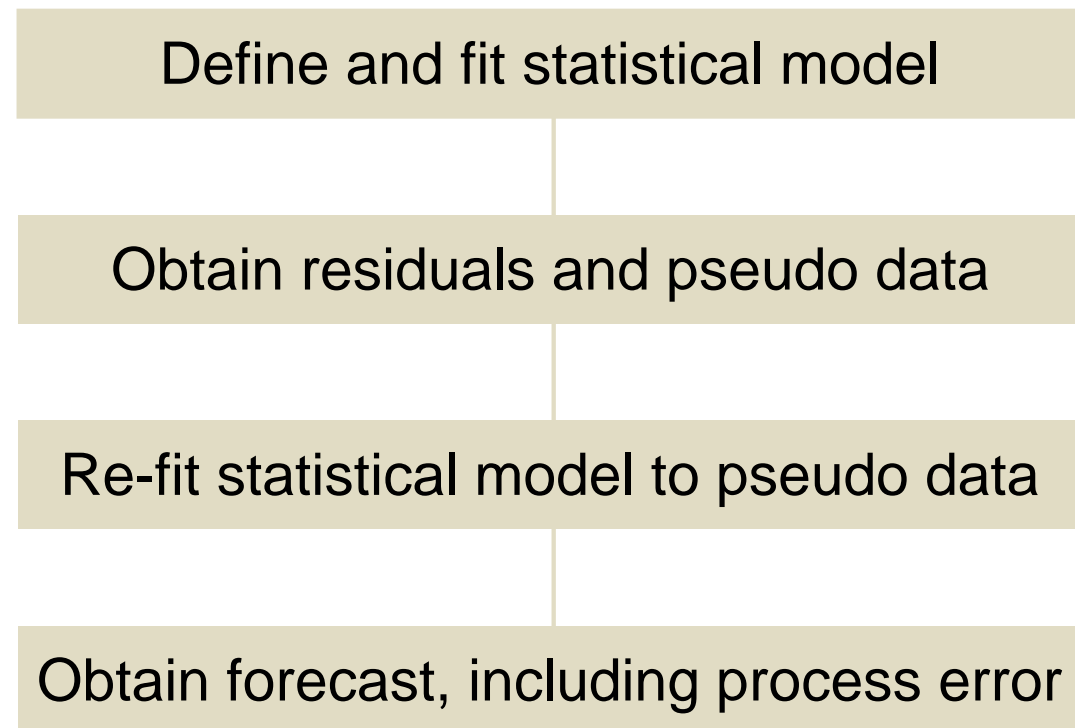 Define and fit statistical model
Obtain residuals and pseudo data
Re-fit statistical model to pseudo data
Obtain forecast, including process error